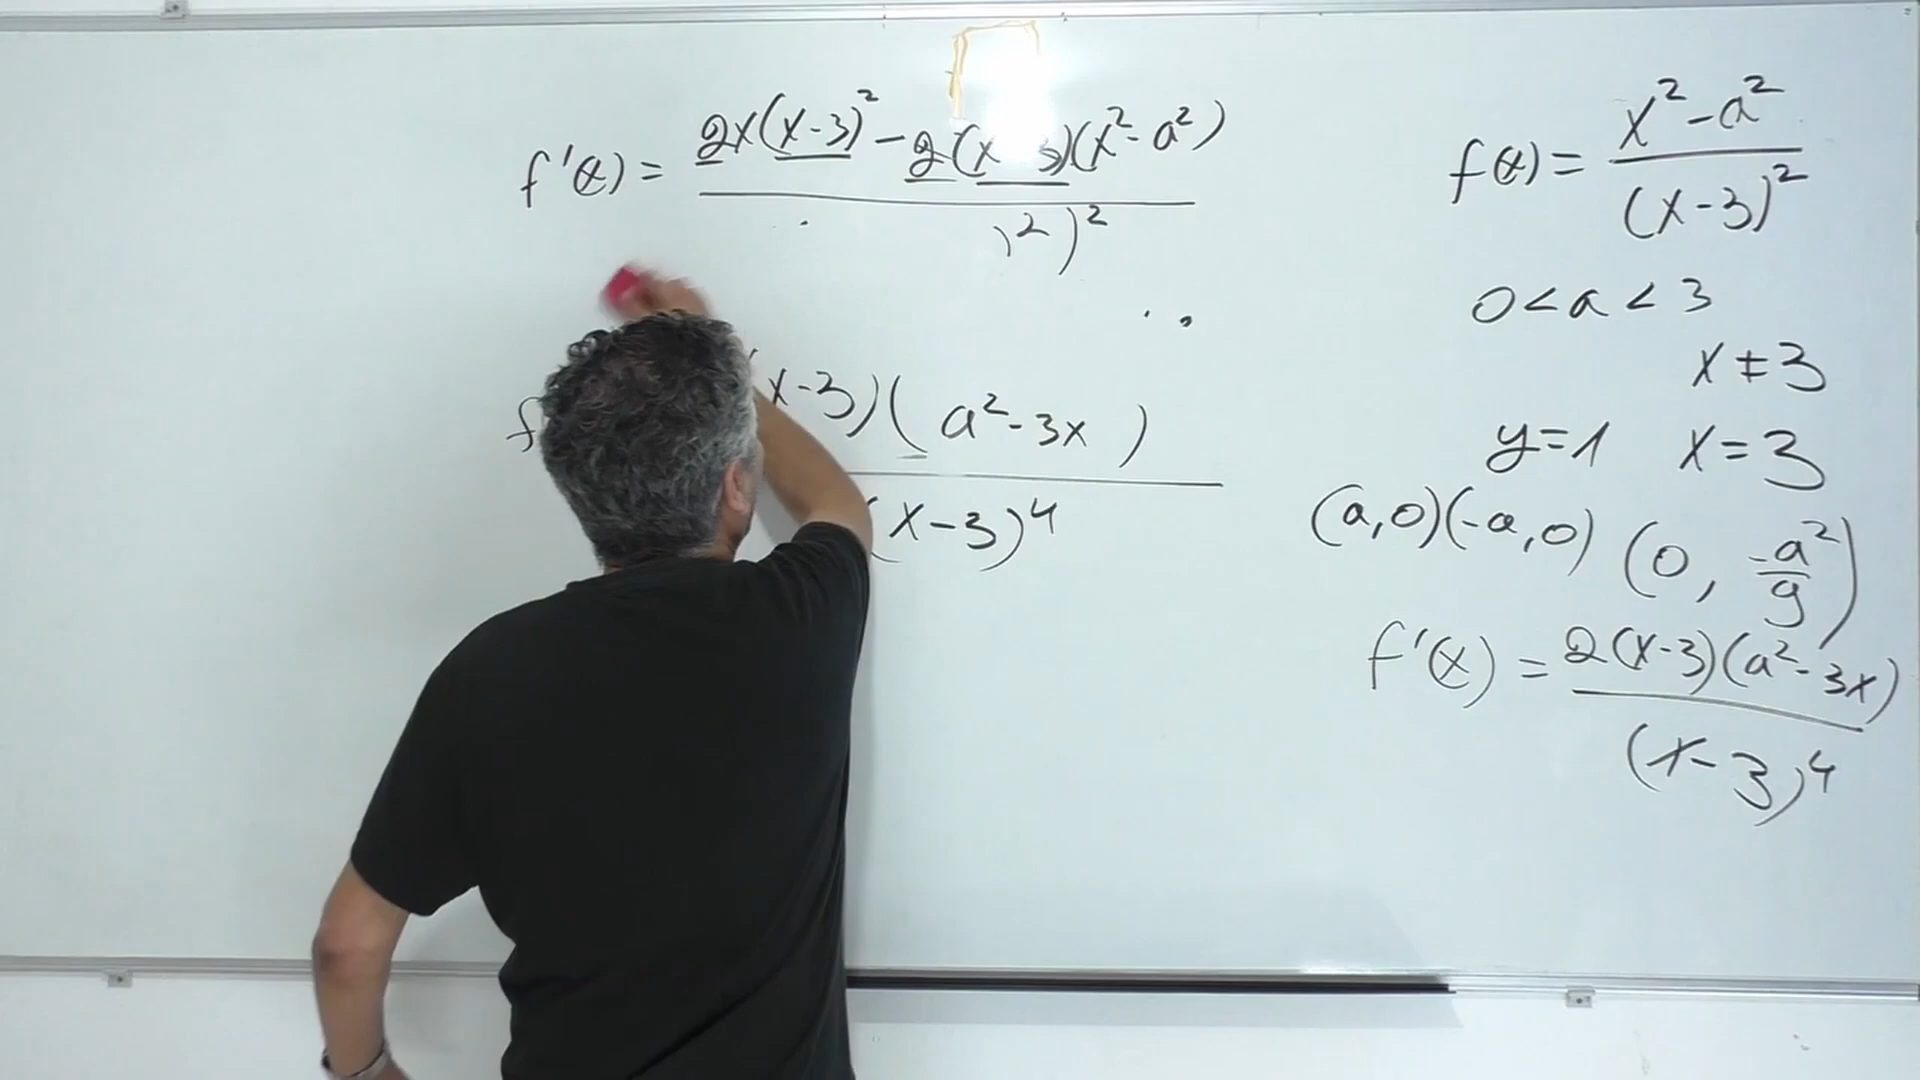 f'(x) = 2x(x-3)² - 2(x-3)(x²-a²)
)²)²
x-3)(a²-3x)
(x-3)⁴
f(x) = x²-a²
(x-3)²
0<a<3
x≠3
y=1 x=3
(a,0)(-a,0) (0, -a²/9)
f'(x) = 2(x-3)(a²-3x)
(x-3)⁴